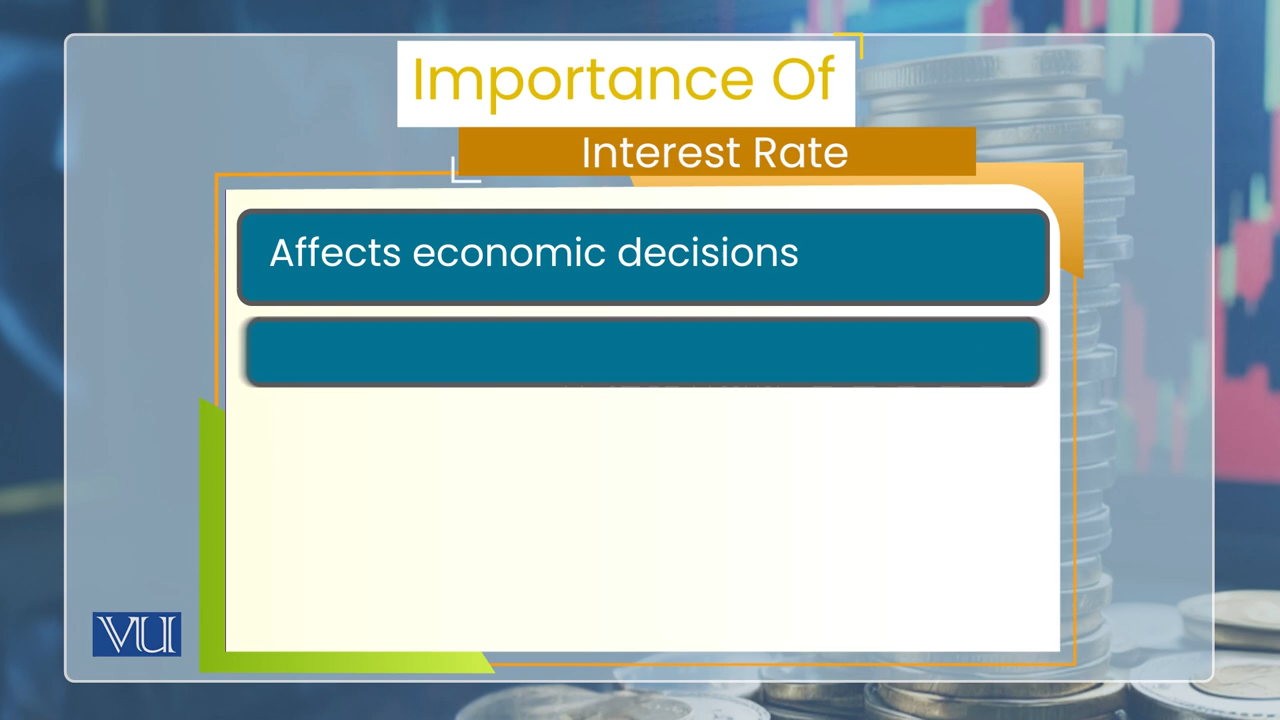 Importance Of
Interest Rate
Affects economic decisions
VU